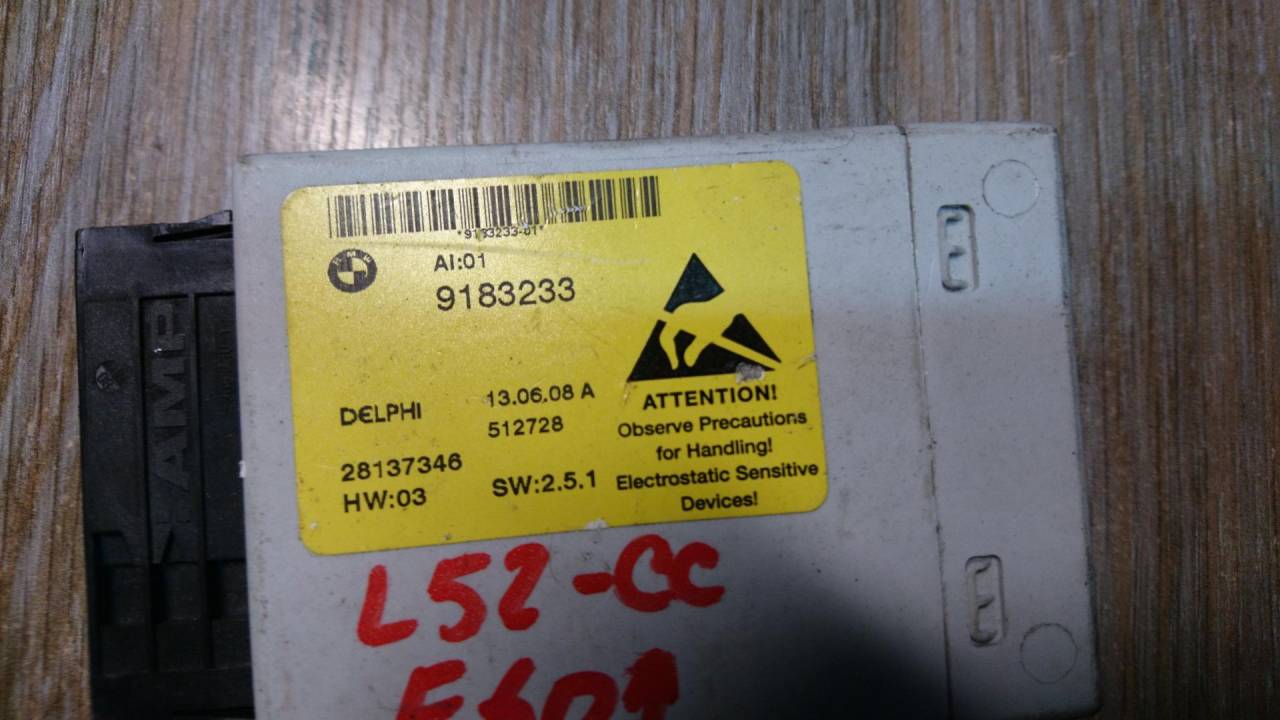 *9183233-01*
BMW
AI:01
9183233
DELPHI
13.06.08 A
512728
28137346
HW:03
SW:2.5.1
ATTENTION!
Observe Precautions
for Handling!
Electrostatic Sensitive
Devices!
AMP
L52-CC